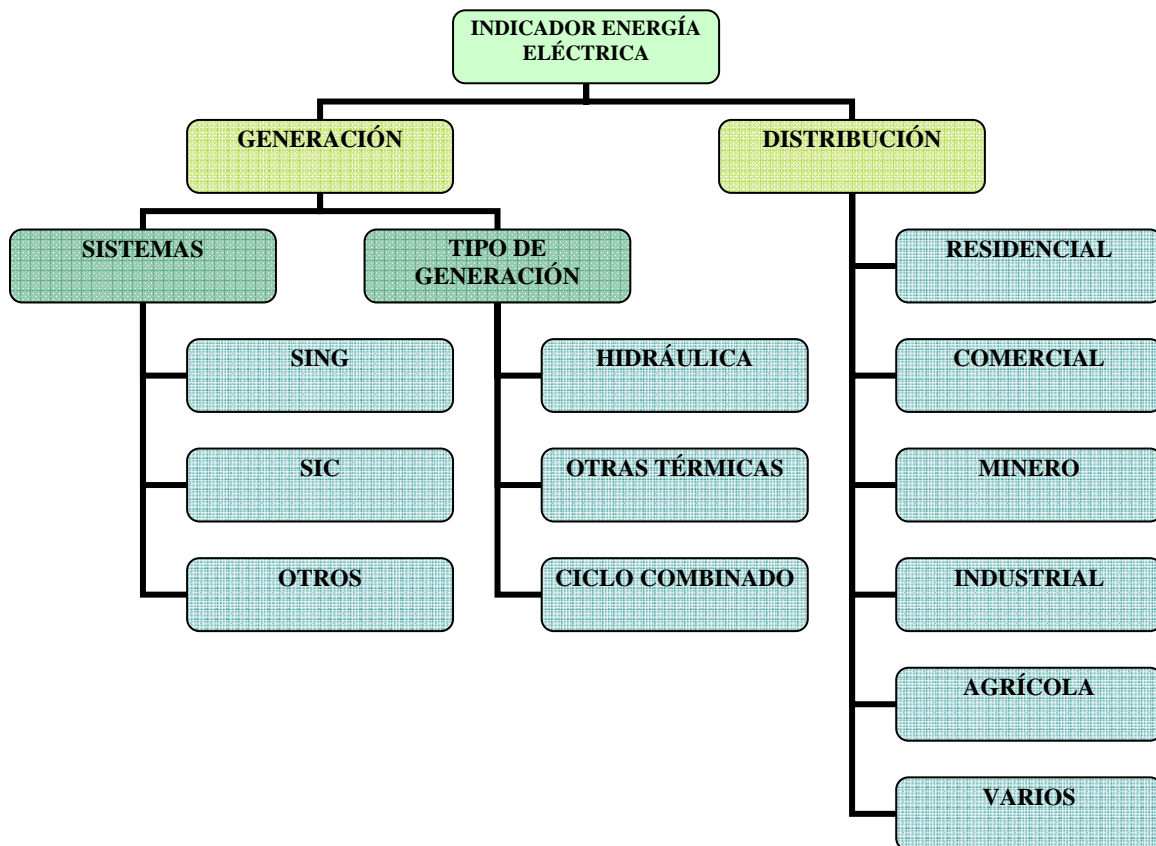 INDICADOR ENERGÍA
ELÉCTRICA
GENERACIÓN
DISTRIBUCIÓN
SISTEMAS
TIPO DE
GENERACIÓN
RESIDENCIAL
SING
HIDRÁULICA
COMERCIAL
SIC
OTRAS TÉRMICAS
MINERO
OTROS
CICLO COMBINADO
INDUSTRIAL
AGRÍCOLA
VARIOS